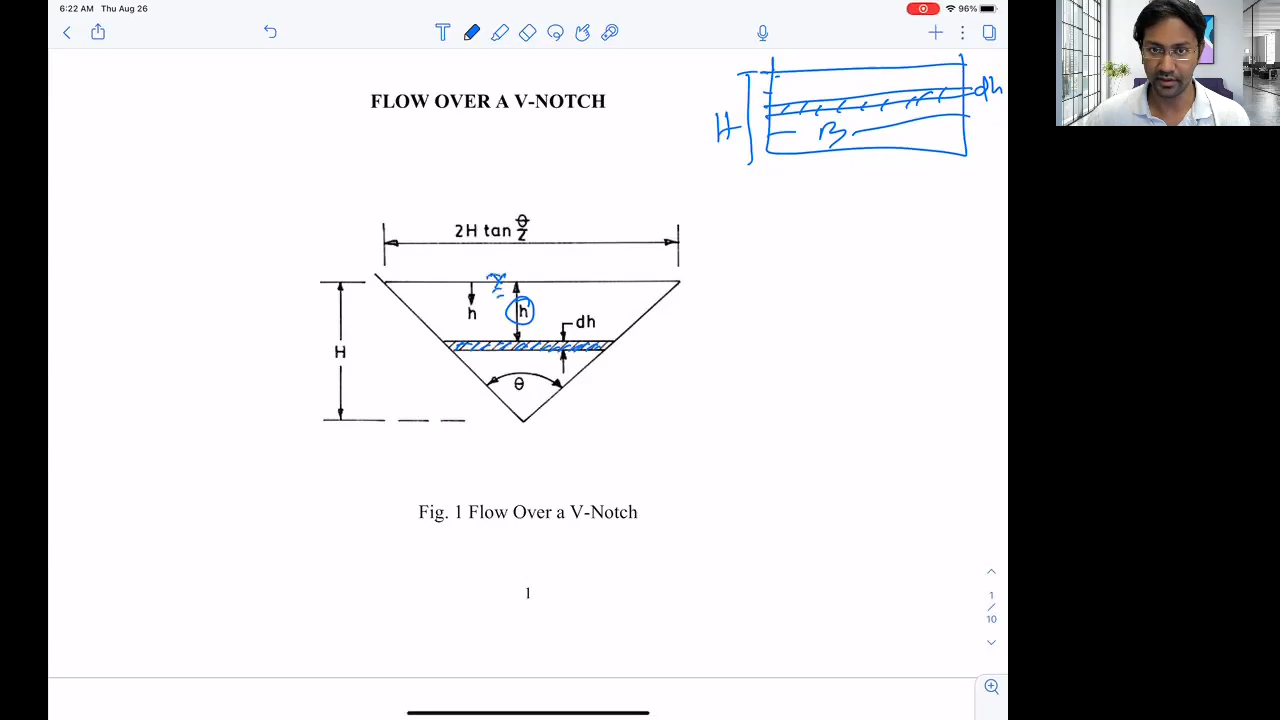 6:22 AM Thu Aug 26
96%
FLOW OVER A V-NOTCH
dh
H
B
2H tan θ/2
h
h'
dh
H
θ
Fig. 1 Flow Over a V-Notch
1
1
/
10